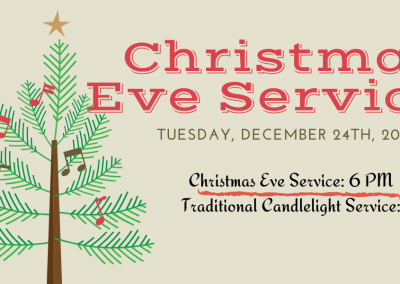 Christma
Eve Servic
TUESDAY, DECEMBER 24TH, 20
Christmas Eve Service: 6 PM
Traditional Candlelight Service: